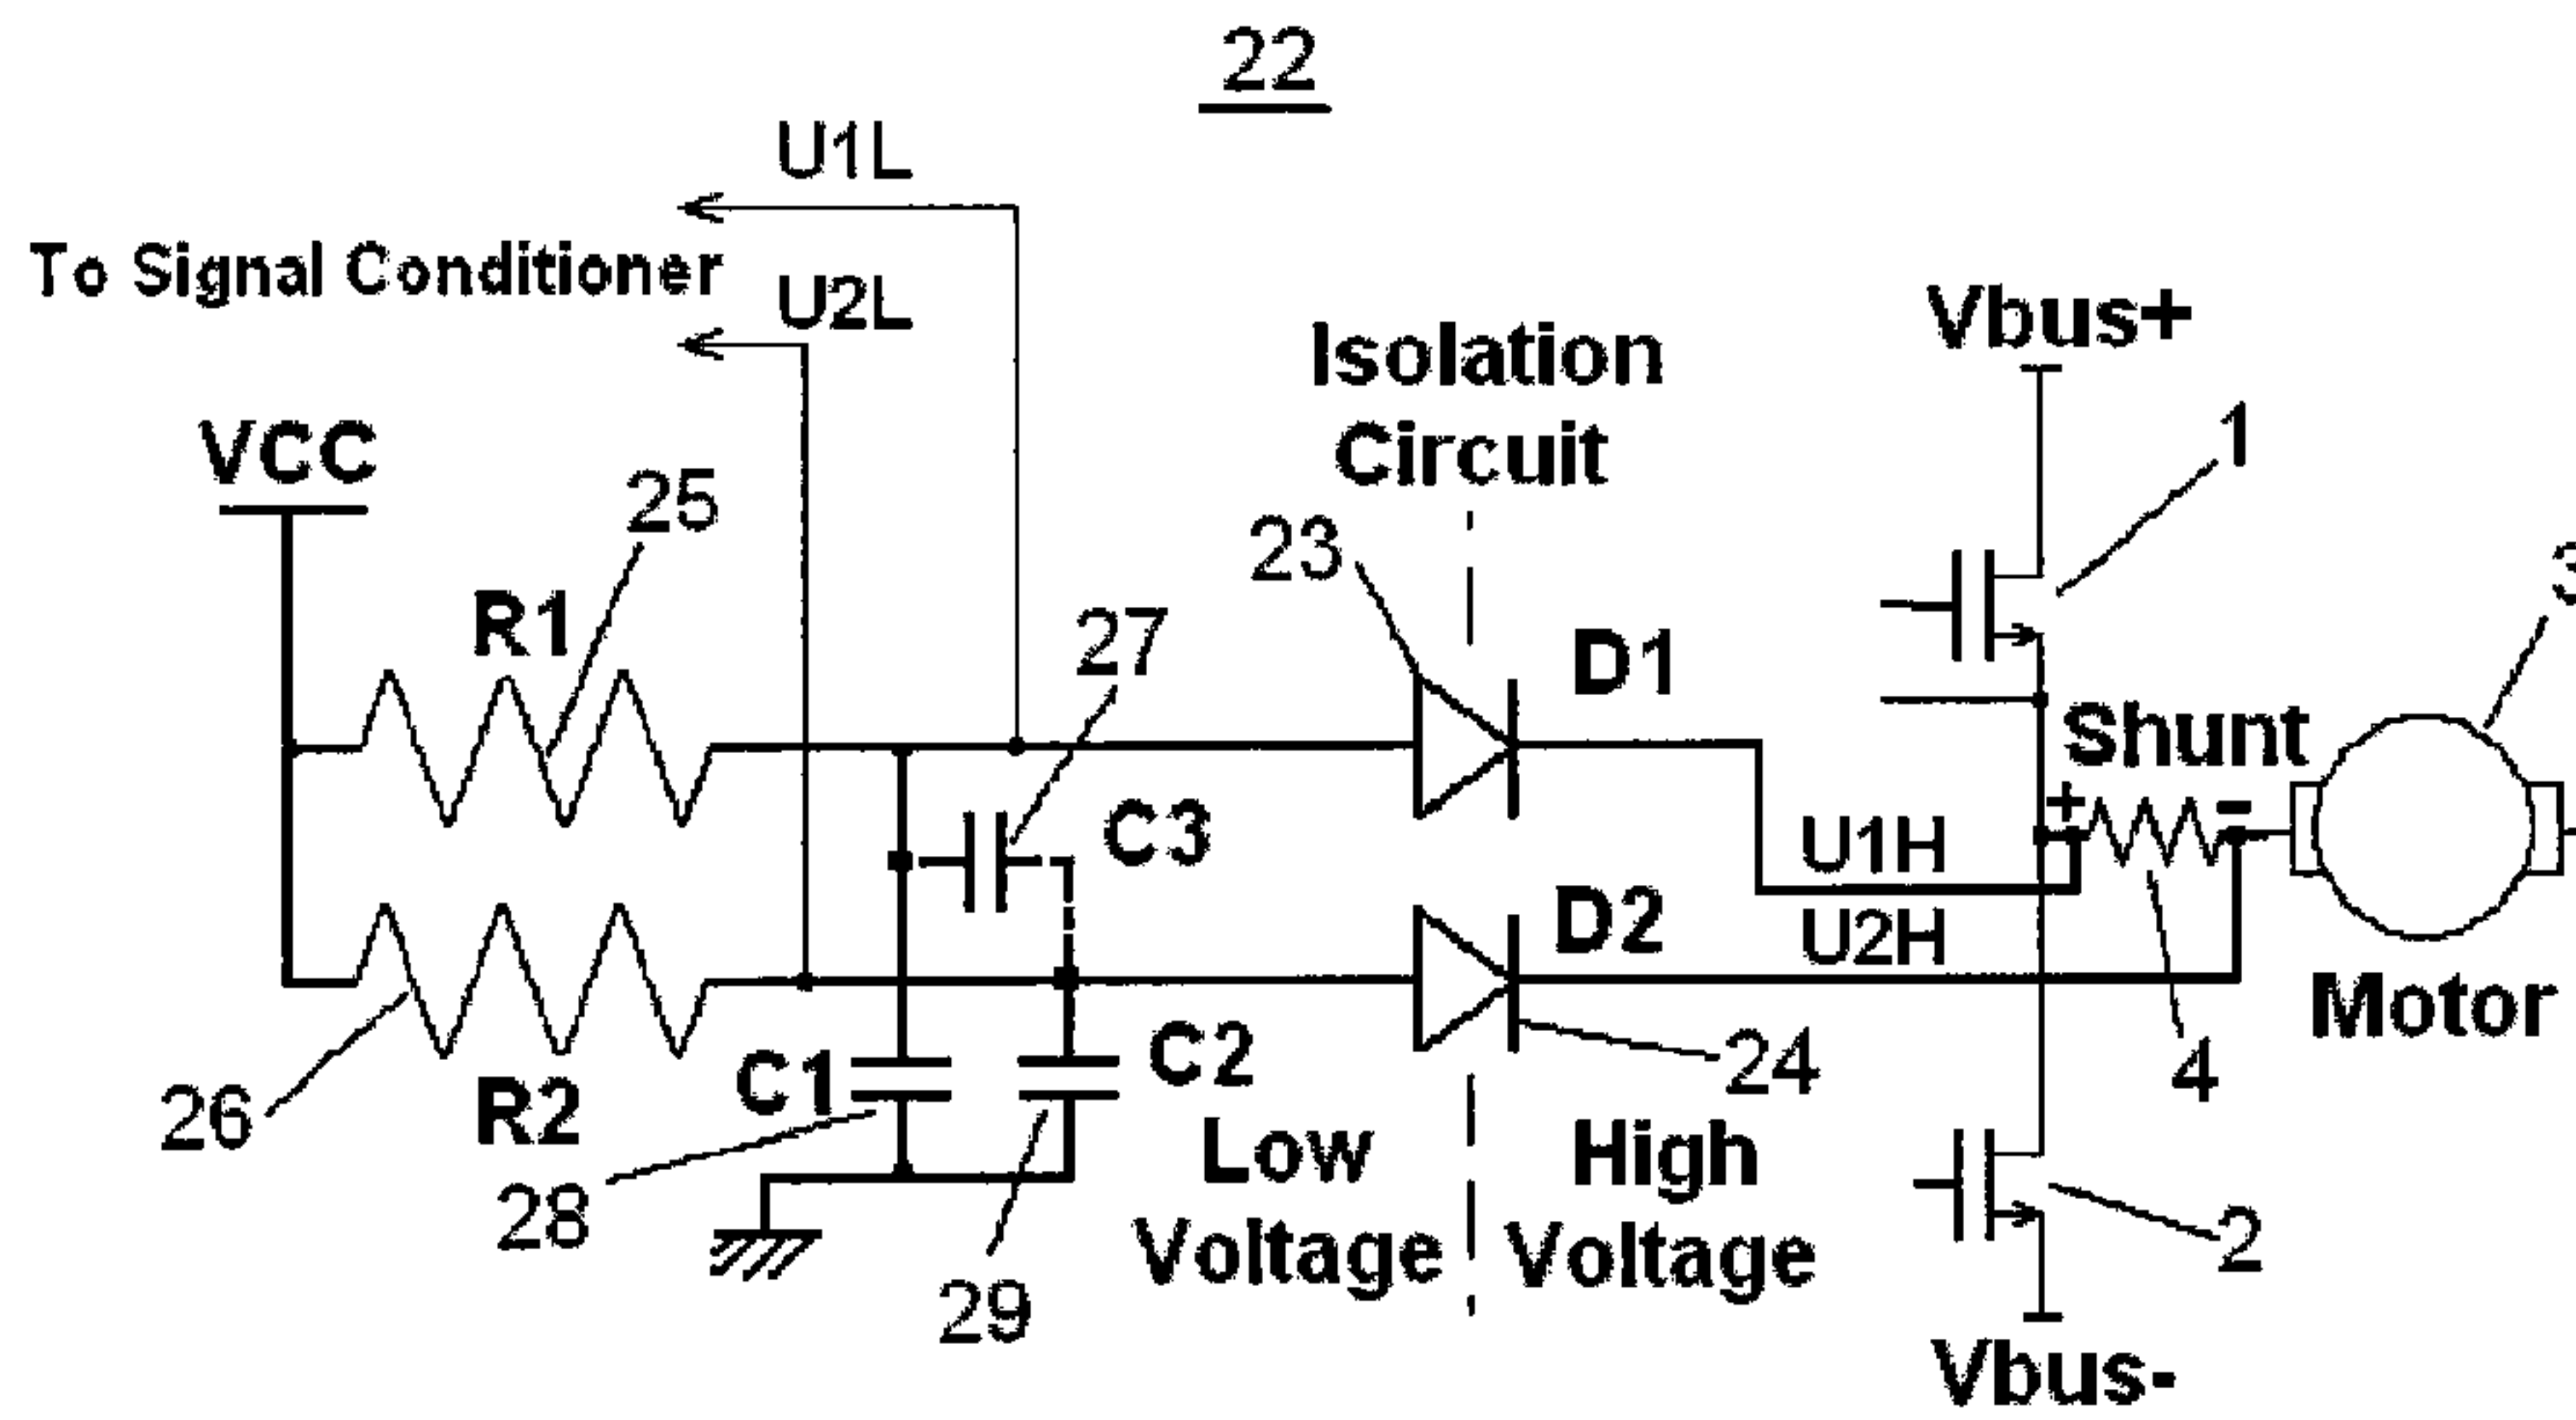 22
U1L
To Signal Conditioner
U2L
Isolation
Circuit
Vbus+
VCC
25
1
23
3
R1
27
D1
Shunt
+
-
C3
U1H
D2
U2H
Motor
C1
C2
24
4
26
R2
Low
Voltage
High
Voltage
28
29
2
Vbus-